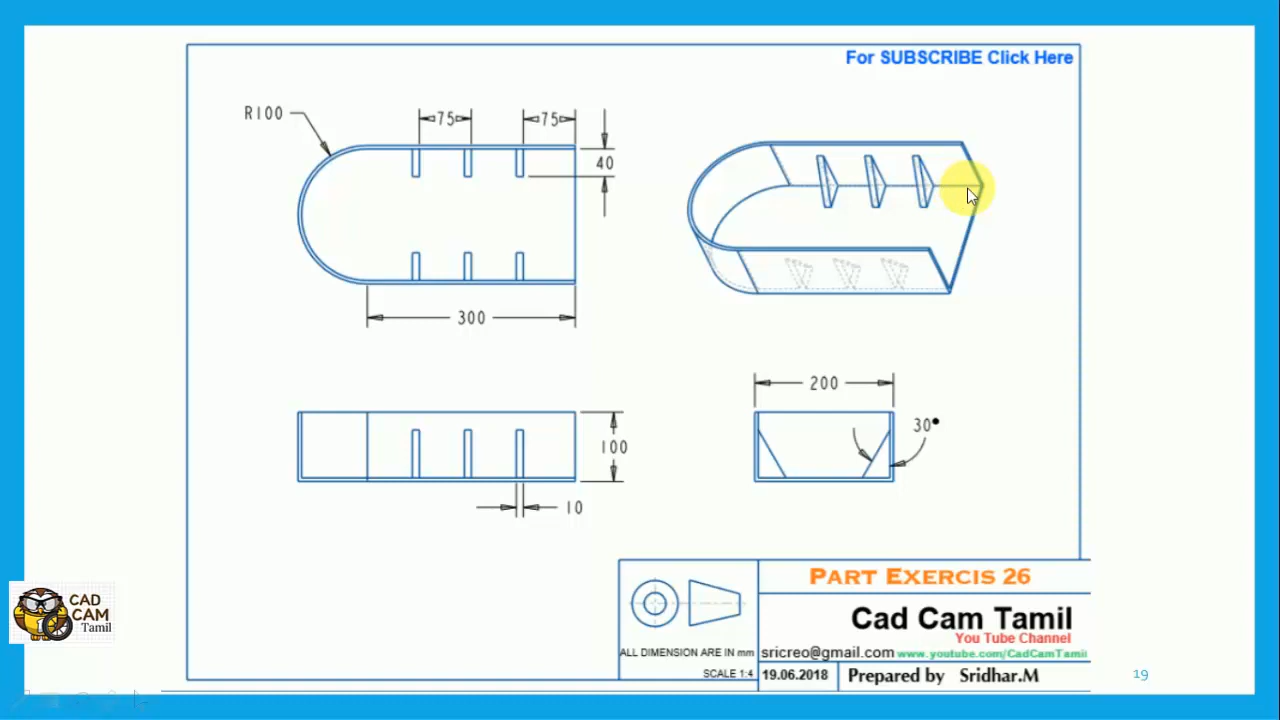 For SUBSCRIBE Click Here
R100
75
75
40
300
200
30°
100
10
PART EXERCIS 26
Cad Cam Tamil
You Tube Channel
ALL DIMENSION ARE IN mm
sricreo@gmail.com www.youtube.com/CadCamTamil
SCALE 1:4
19.06.2018
Prepared by Sridhar.M
CAD
CAM
Tamil
19